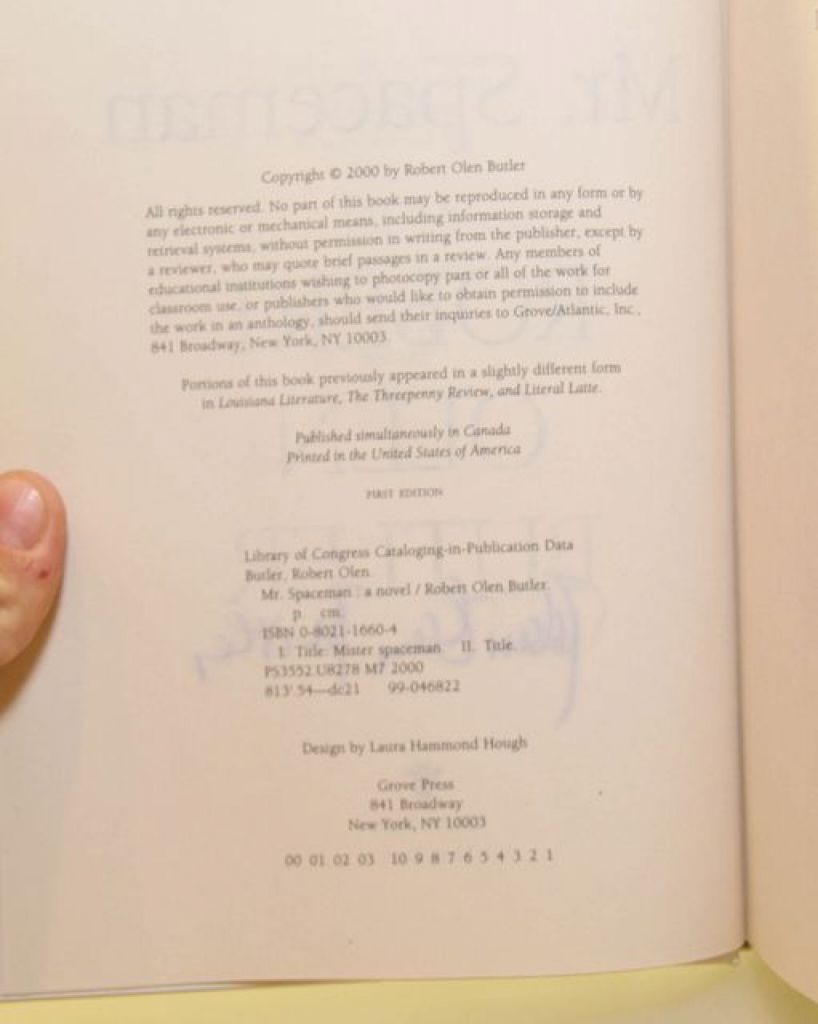 Mr. Spaceman
Copyright © 2000 by Robert Olen Butler
All rights reserved. No part of this book may be reproduced in any form or by
any electronic or mechanical means, including information storage and
retrieval systems, without permission in writing from the publisher, except by
a reviewer, who may quote brief passages in a review. Any members of
educational institutions wishing to photocopy part or all of the work for
classroom use, or publishers who would like to obtain permission to include
the work in an anthology, should send their inquiries to Grove/Atlantic, Inc.,
841 Broadway, New York, NY 10003.
Portions of this book previously appeared in a slightly different form
in Louisiana Literature, The Threepenny Review, and Literal Latte.
Published simultaneously in Canada
Printed in the United States of America
FIRST EDITION
Library of Congress Cataloging-in-Publication Data
Butler, Robert Olen.
Mr. Spaceman : a novel / Robert Olen Butler.
p. cm.
ISBN 0-8021-1660-4
I. Title: Mister spaceman. II. Title.
PS3552.U8278 M7 2000
813'.54—dc21 99-046822
Design by Laura Hammond Hough
Grove Press
841 Broadway
New York, NY 10003
00 01 02 03 10 9 8 7 6 5 4 3 2 1